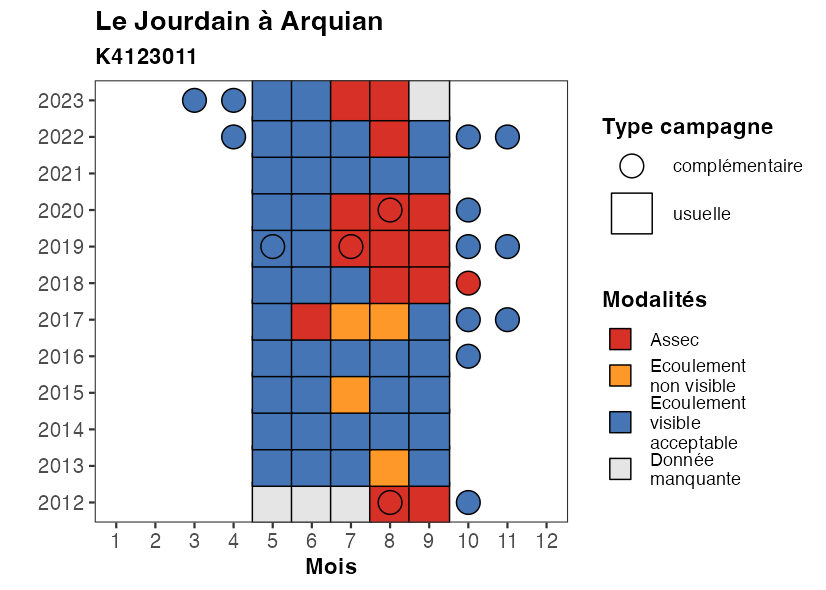 Le Jourdain à Arquian
K4123011
2023
2022
2021
2020
2019
2018
2017
2016
2015
2014
2013
2012
1 2 3 4 5 6 7 8 9 10 11 12
Mois
Type campagne
complémentaire
usuelle
Modalités
Assec
Ecoulement
non visible
Ecoulement
visible
acceptable
Donnée
manquante